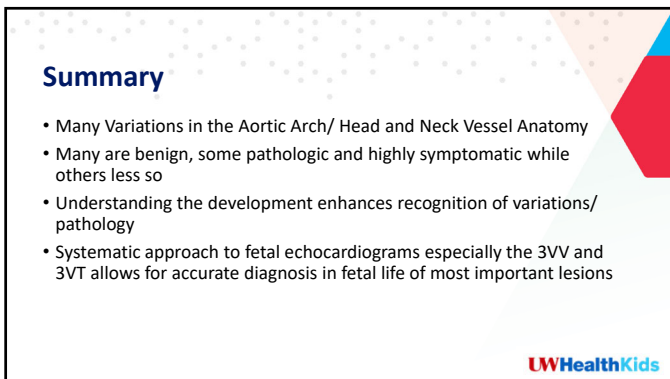 Summary
• Many Variations in the Aortic Arch/ Head and Neck Vessel Anatomy
• Many are benign, some pathologic and highly symptomatic while
others less so
• Understanding the development enhances recognition of variations/
pathology
• Systematic approach to fetal echocardiograms especially the 3VV and
3VT allows for accurate diagnosis in fetal life of most important lesions
UWHealthKids